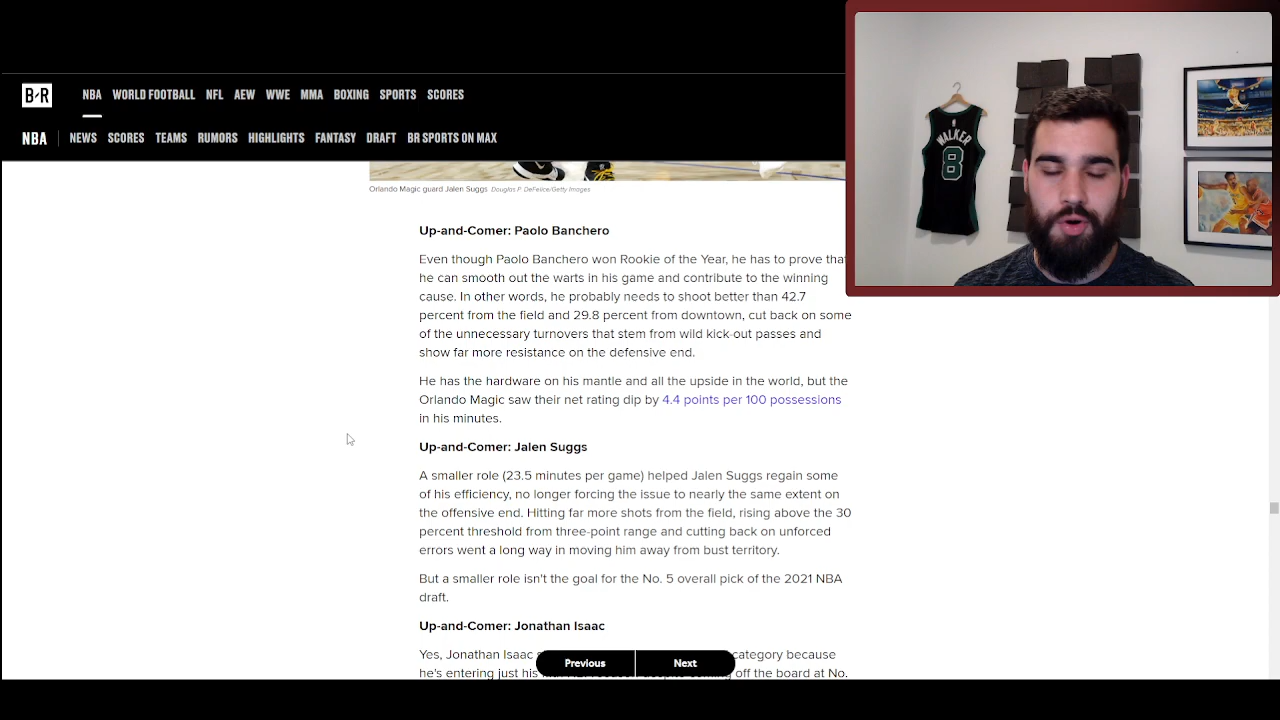 B/R
NBA WORLD FOOTBALL NFL AEW WWE MMA BOXING SPORTS SCORES
NBA NEWS SCORES TEAMS RUMORS HIGHLIGHTS FANTASY DRAFT BR SPORTS ON MAX
WALKER
8
Orlando Magic guard Jalen Suggs Douglas P. DeFelice/Getty Images
Up-and-Comer: Paolo Banchero
Even though Paolo Banchero won Rookie of the Year, he has to prove
he can smooth out the warts in his game and contribute to the winning
cause. In other words, he probably needs to shoot better than 42.7
percent from the field and 29.8 percent from downtown, cut back on some
of the unnecessary turnovers that stem from wild kick-out passes and
show far more resistance on the defensive end.
He has the hardware on his mantle and all the upside in the world, but the
Orlando Magic saw their net rating dip by 4.4 points per 100 possessions
in his minutes.
Up-and-Comer: Jalen Suggs
A smaller role (23.5 minutes per game) helped Jalen Suggs regain some
of his efficiency, no longer forcing the issue to nearly the same extent on
the offensive end. Hitting far more shots from the field, rising above the 30
percent threshold from three-point range and cutting back on unforced
errors went a long way in moving him away from bust territory.
But a smaller role isn't the goal for the No. 5 overall pick of the 2021 NBA
draft.
Up-and-Comer: Jonathan Isaac
Yes, Jonathan Isaac category because
he's entering just his off the board at No.
Previous Next